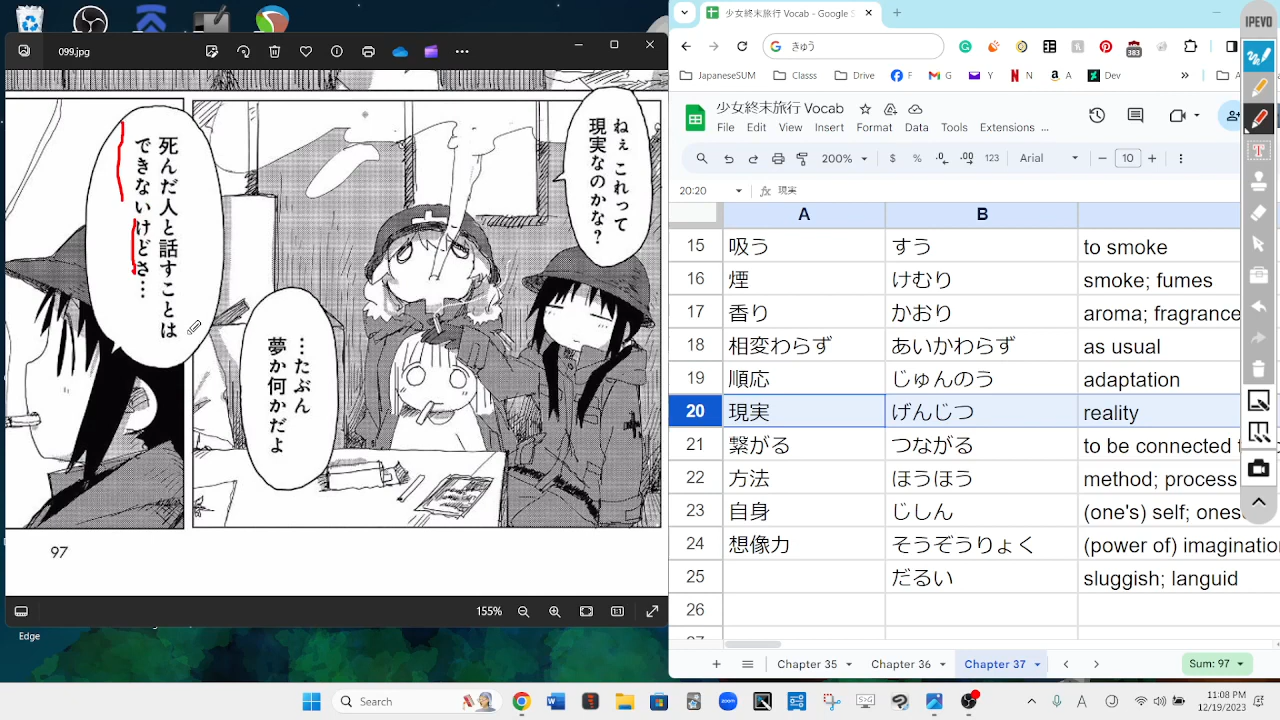 099.jpg
ねぇ これって
現実なのかな?
…たぶん
夢か何かだよ
死んだ人と話すことは
できないけどさ…
97
155%
Edge
少女終末旅行 Vocab - Google S
きゅう
383
JapaneseSUM
Classs
Drive
F
G
Y
N
Dev
»
少女終末旅行 Vocab
File Edit View Insert Format Data Tools Extensions ...
200% $ % .0 .00 123 Arial 10
20:20 fx 現実
A B
15 吸う すう to smoke
16 煙 けむり smoke; fumes
17 香り かおり aroma; fragrance
18 相変わらず あいかわらず as usual
19 順応 じゅんのう adaptation
20 現実 げんじつ reality
21 繋がる つながる to be connected
22 方法 ほうほう method; process
23 自身 じしん (one's) self; ones
24 想像力 そうぞうりょく (power of) imaginatio
25 だるい sluggish; languid
26
Chapter 35 Chapter 36 Chapter 37 Sum: 97
IPEVO
Search
zoom
11:08 PM
12/19/2023